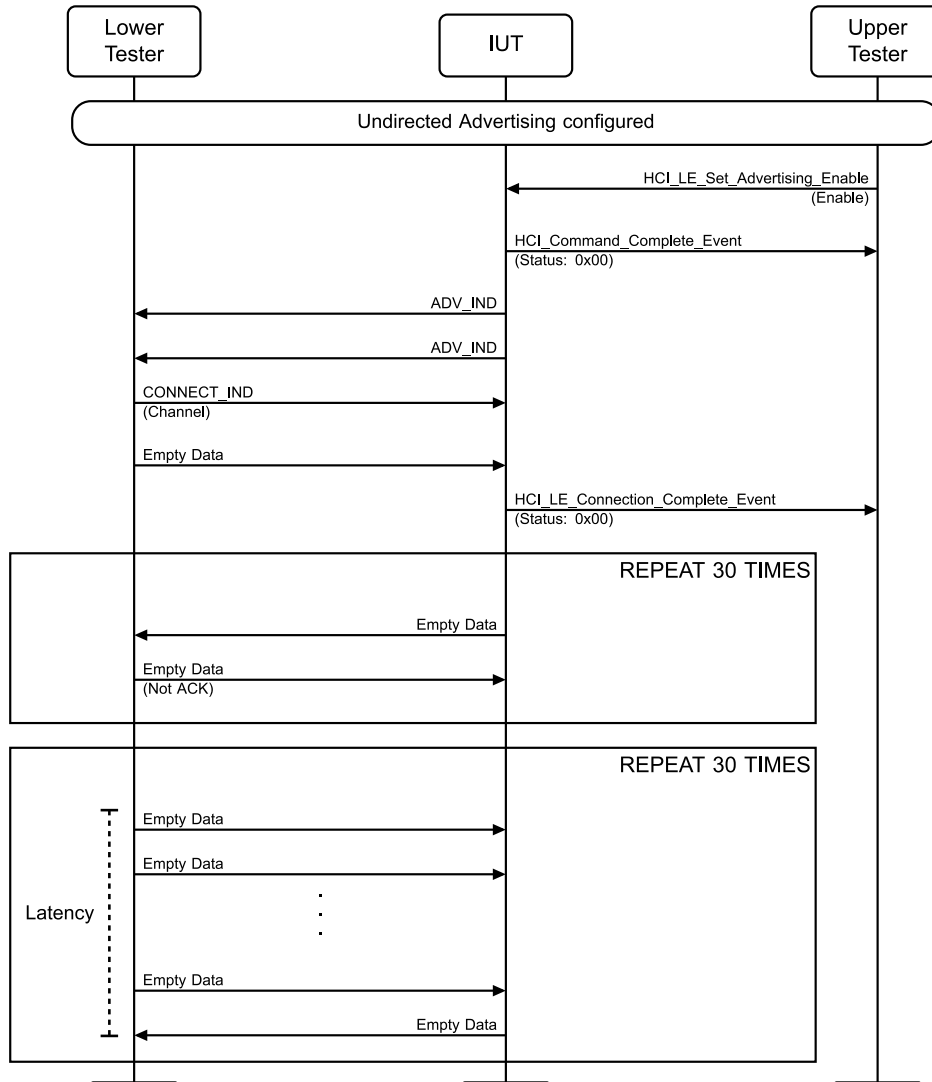 Lower
Tester
IUT
Upper
Tester
Undirected Advertising configured
HCI_LE_Set_Advertising_Enable
(Enable)
HCI_Command_Complete_Event
(Status: 0x00)
ADV_IND
ADV_IND
CONNECT_IND
(Channel)
Empty Data
HCI_LE_Connection_Complete_Event
(Status: 0x00)
REPEAT 30 TIMES
Empty Data
Empty Data
(Not ACK)
REPEAT 30 TIMES
Empty Data
Empty Data
Latency
Empty Data
Empty Data